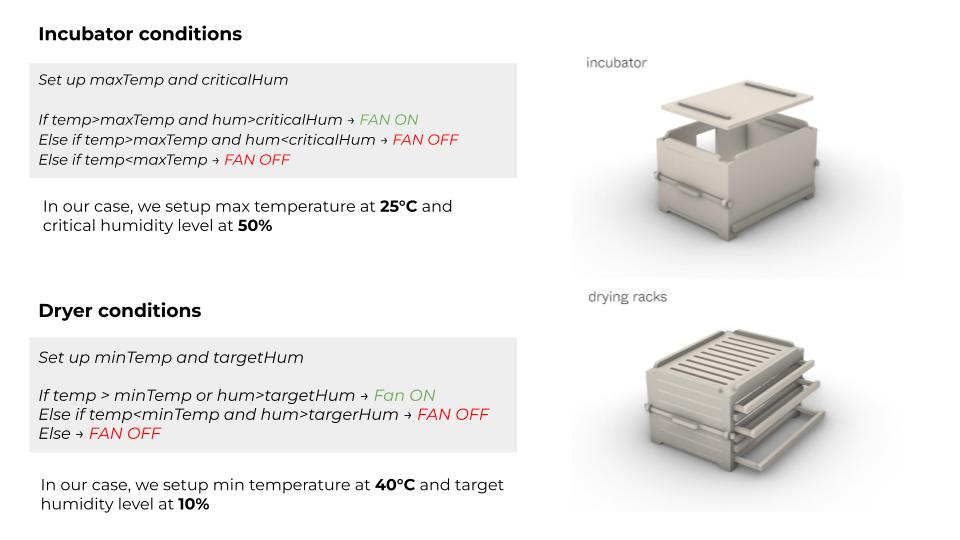 Incubator conditions
Set up maxTemp and criticalHum
If temp>maxTemp and hum>criticalHum → FAN ON
Else if temp>maxTemp and hum<criticalHum → FAN OFF
Else if temp<maxTemp → FAN OFF
In our case, we setup max temperature at 25°C and
critical humidity level at 50%
incubator
Dryer conditions
Set up minTemp and targetHum
If temp > minTemp or hum>targetHum → Fan ON
Else if temp<minTemp and hum>targerHum → FAN OFF
Else → FAN OFF
In our case, we setup min temperature at 40°C and target
humidity level at 10%
drying racks